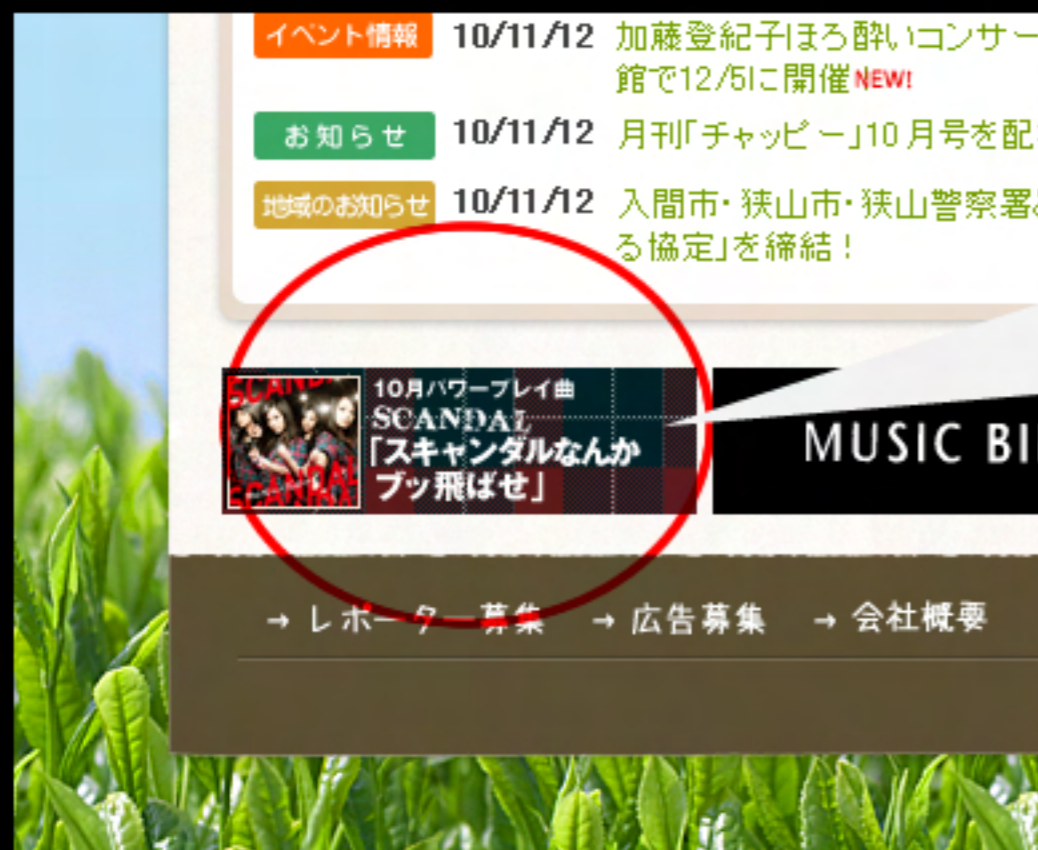 イベント情報 10/11/12 加藤登紀子ほろ酔いコンサー
館で12/5に開催NEW!
お知らせ 10/11/12 月刊「チャッピー」10月号を配
地域のお知らせ 10/11/12 入間市・狭山市・狭山警察署
る協定」を締結！
SCANDAL
10月パワープレイ曲
SCANDAL
「スキャンダルなんか
ブッ飛ばせ」
SCANDAL
MUSIC BI
→ レポーター募集 → 広告募集 → 会社概要